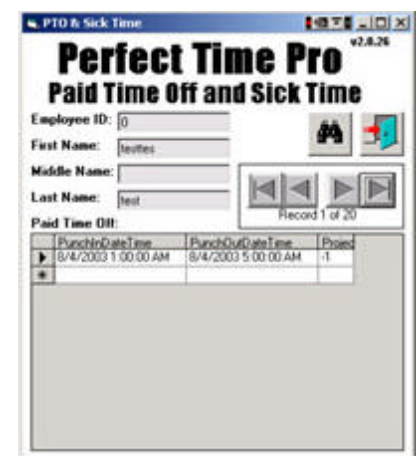 PTO & Sick Time
v2.0.26
Perfect Time Pro
Paid Time Off and Sick Time
Employee ID: 0
First Name:
Middle Name:
Last Name: test
Record 1 of 20
Paid Time Off:
PunchInDateTime PunchOutDateTime Project
8/4/2003 1:00:00 AM 8/4/2003 5:00:00 AM -1